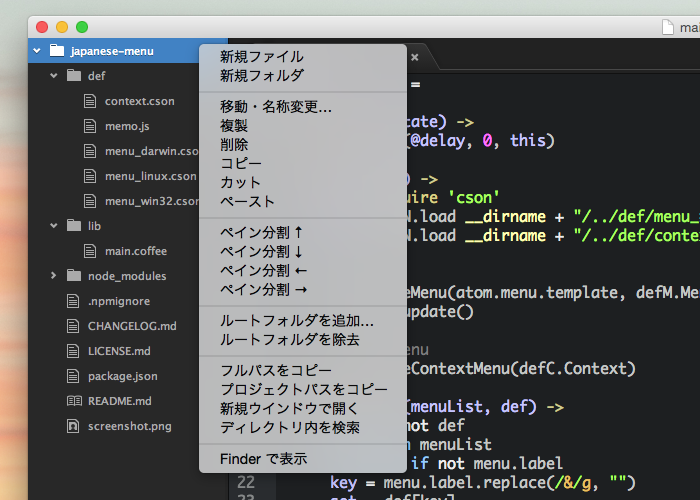 mai
japanese-menu
def
context.cson
memo.js
menu_darwin.cso
menu_linux.cson
menu_win32.cson
lib
main.coffee
node_modules
.npmignore
CHANGELOG.md
LICENSE.md
package.json
README.md
screenshot.png
新規ファイル
新規フォルダ
移動・名称変更...
複製
削除
コピー
カット
ペースト
ペイン分割 ↑
ペイン分割 ↓
ペイン分割 ←
ペイン分割 →
ルートフォルダを追加...
ルートフォルダを除去
フルパスをコピー
プロジェクトパスをコピー
新規ウインドウで開く
ディレクトリ内を検索
Finder で表示
=
tate) ->
(@delay, 0, this)
) ->
uire 'cson'
N.load __dirname + "/../def/menu_
N.load __dirname + "/../def/conte
eMenu(atom.menu.template, defM.Me
update()
menu
eContextMenu(defC.Context)
(menuList, def) ->
not def
n menuList
if not menu.label
22 key = menu.label.replace(/&/g, "")
23 set = def[key]